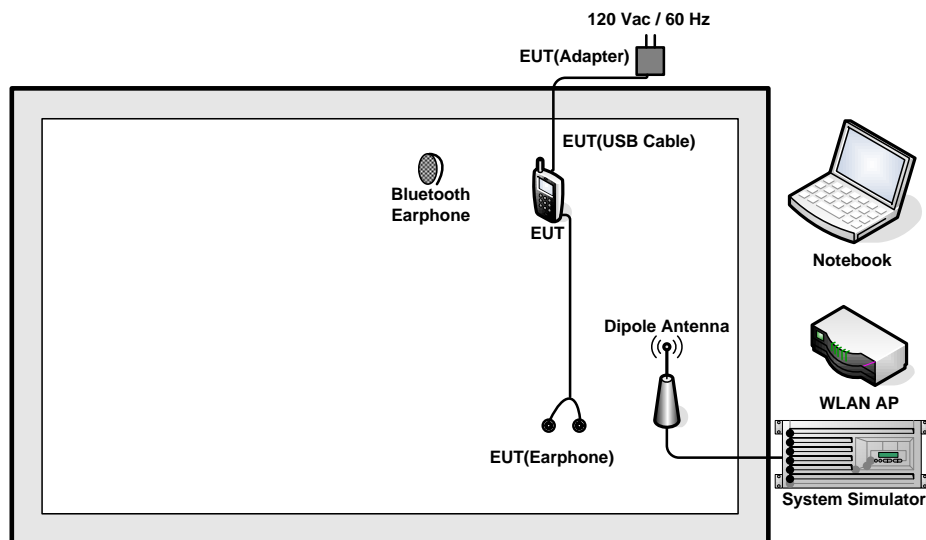 120 Vac / 60 Hz
EUT(Adapter)
EUT(USB Cable)
Bluetooth
Earphone
EUT
Notebook
Dipole Antenna
WLAN AP
EUT(Earphone)
System Simulator